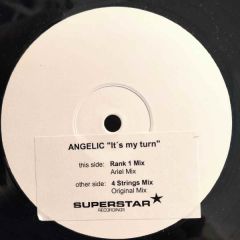 ANGELIC "It´s my turn"
this side: Rank 1 Mix
Ariel Mix
other side: 4 Strings Mix
Original Mix
SUPERSTAR
RECORDINGS